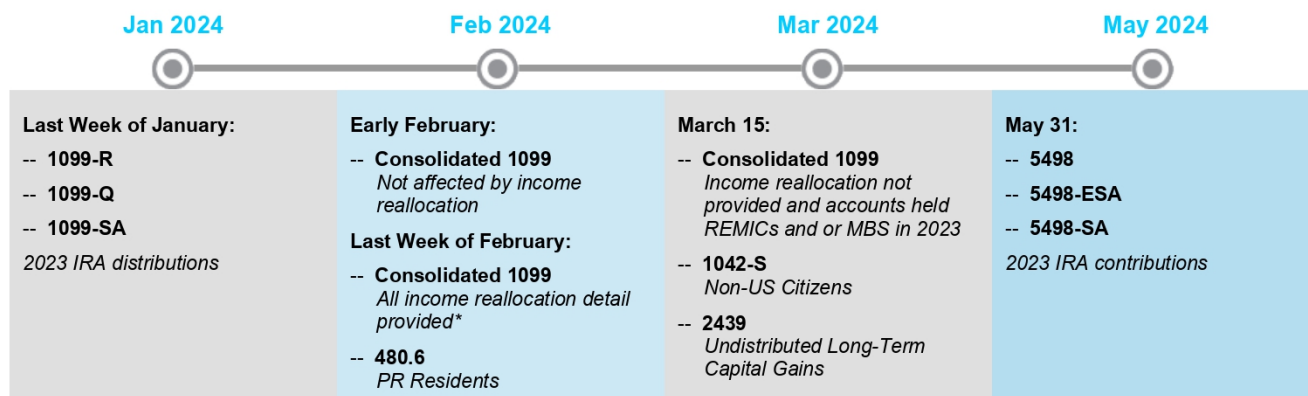 Jan 2024
Feb 2024
Mar 2024
May 2024
Last Week of January:
-- 1099-R
-- 1099-Q
-- 1099-SA
2023 IRA distributions
Early February:
-- Consolidated 1099
Not affected by income
reallocation
Last Week of February:
-- Consolidated 1099
All income reallocation detail
provided*
-- 480.6
PR Residents
March 15:
-- Consolidated 1099
Income reallocation not
provided and accounts held
REMICs and or MBS in 2023
-- 1042-S
Non-US Citizens
-- 2439
Undistributed Long-Term
Capital Gains
May 31:
-- 5498
-- 5498-ESA
-- 5498-SA
2023 IRA contributions